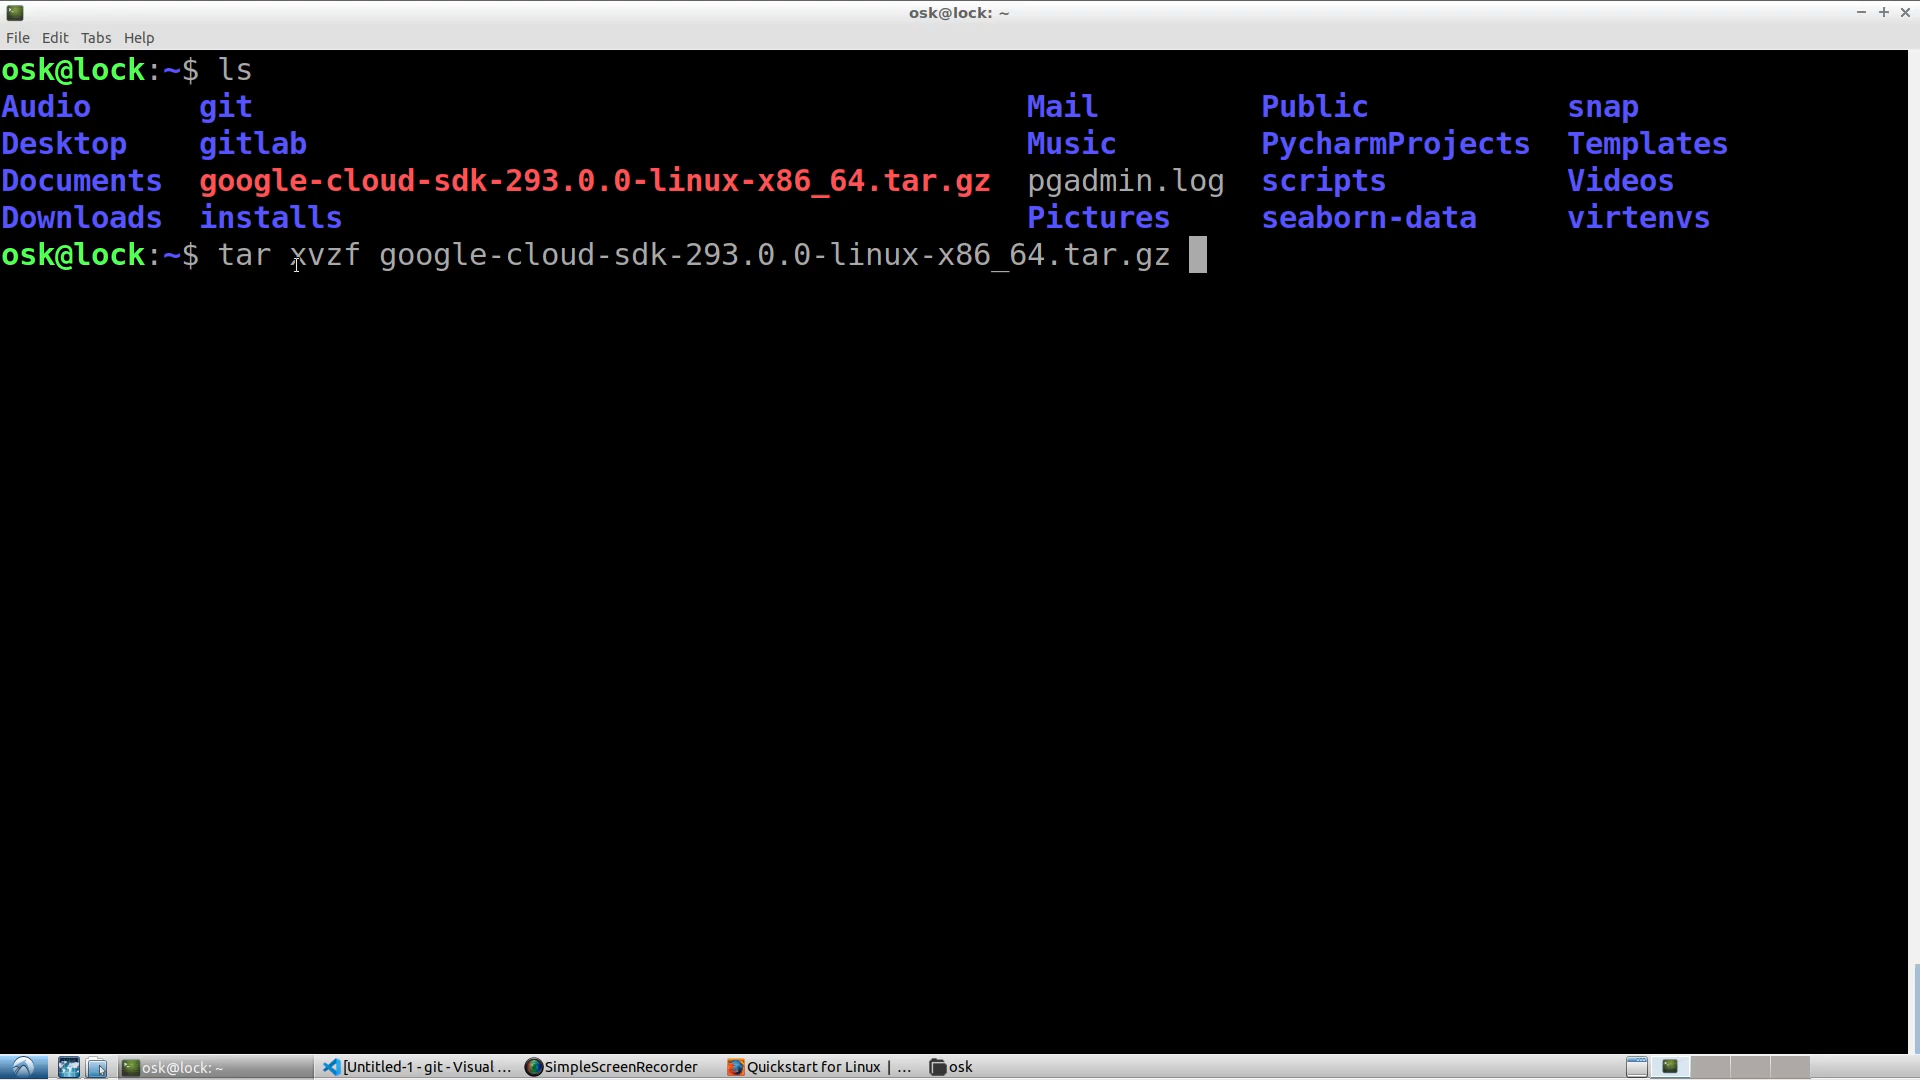 osk@lock: ~
File Edit Tabs Help
osk@lock:~$ ls
Audio git Mail Public snap
Desktop gitlab Music PycharmProjects Templates
Documents google-cloud-sdk-293.0.0-linux-x86_64.tar.gz pgadmin.log scripts Videos
Downloads installs Pictures seaborn-data virtenvs
osk@lock:~$ tar xvzf google-cloud-sdk-293.0.0-linux-x86_64.tar.gz
osk@lock: ~ [Untitled-1 - git - Visual ... SimpleScreenRecorder Quickstart for Linux | ... osk